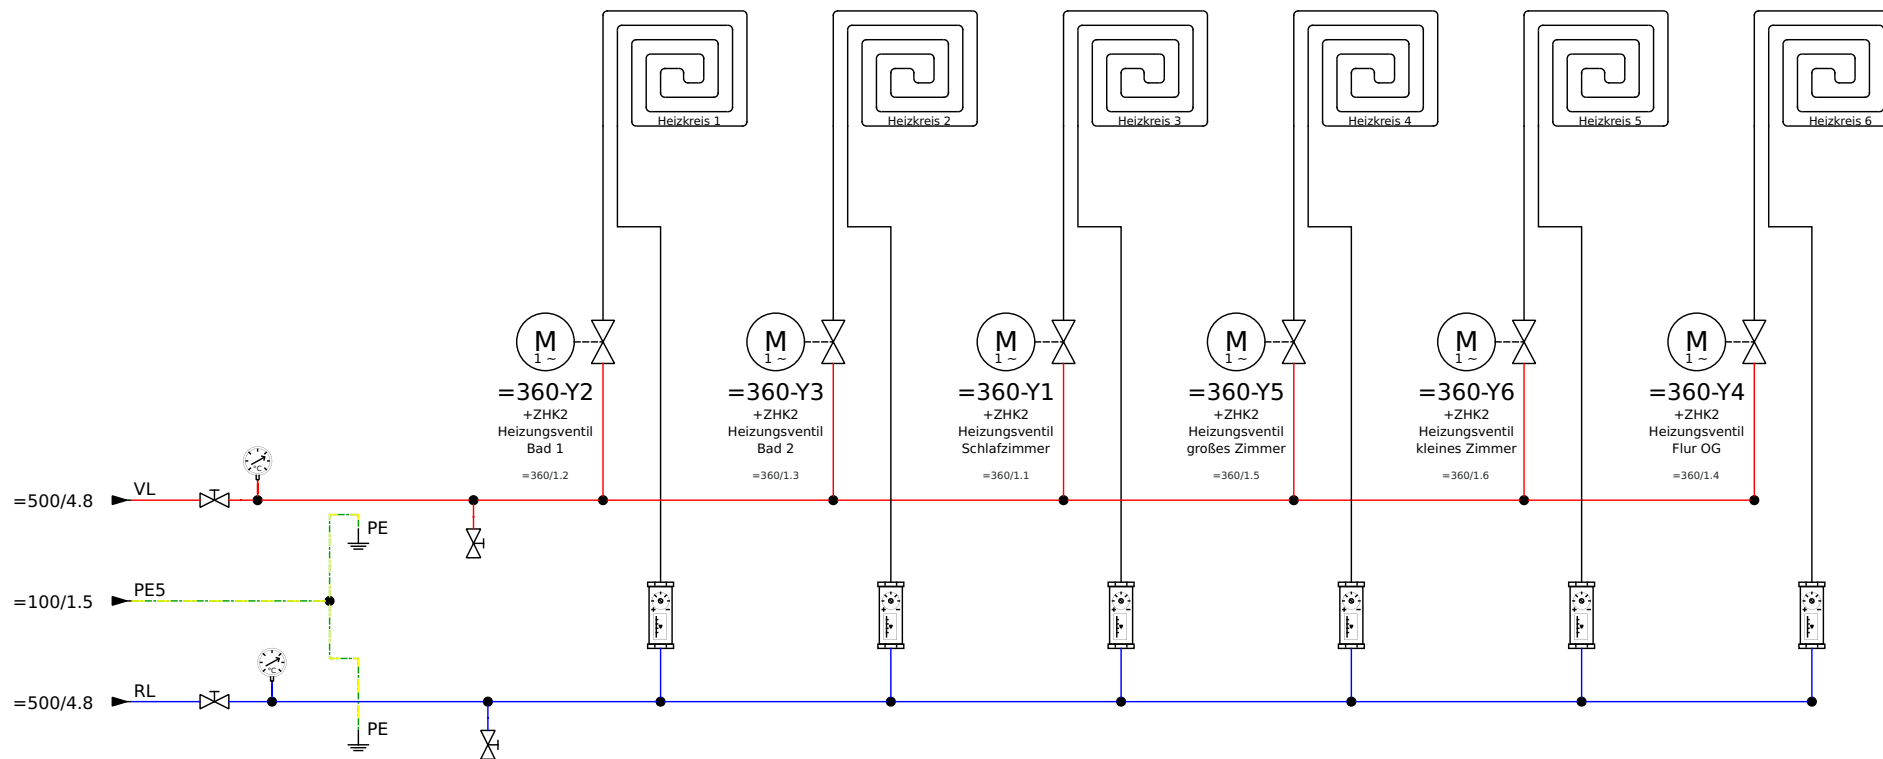 Heizkreis 1
Heizkreis 2
Heizkreis 3
Heizkreis 4
Heizkreis 5
Heizkreis 6
M
1 ~
M
1 ~
M
1 ~
M
1 ~
M
1 ~
M
1 ~
=360-Y2
+ZHK2
Heizungsventil
Bad 1
=360/1.2
=360-Y3
+ZHK2
Heizungsventil
Bad 2
=360/1.3
=360-Y1
+ZHK2
Heizungsventil
Schlafzimmer
=360/1.1
=360-Y5
+ZHK2
Heizungsventil
großes Zimmer
=360/1.5
=360-Y6
+ZHK2
Heizungsventil
kleines Zimmer
=360/1.6
=360-Y4
+ZHK2
Heizungsventil
Flur OG
=360/1.4
°C
=500/4.8
VL
PE
=100/1.5
PE5
+ -
+ -
+ -
+ -
+ -
+ -
°C
=500/4.8
RL
PE